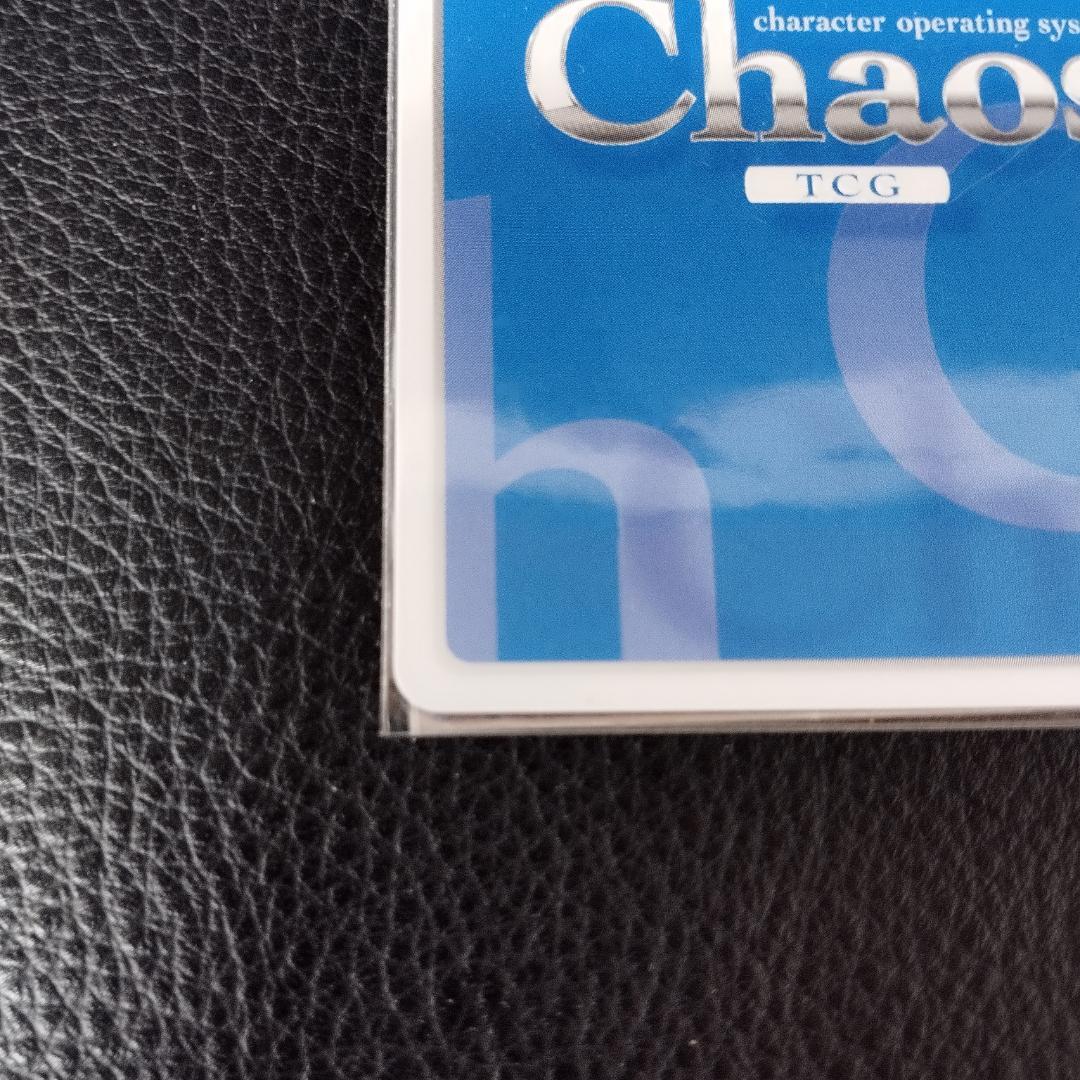 character operating sys
Chaos
TCG